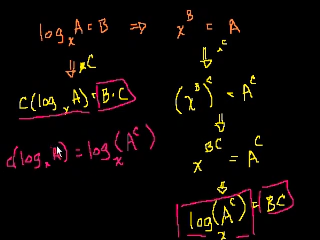 log_x A = B ⇒ x^B = A
⇓ ×C
⇓ ^C
C(log_x A) = B·C
(x^B)^C = A^C
⇓
C(log_x A) = log_x (A^C)
x^BC = A^C
⇓
log_x (A^C) = BC